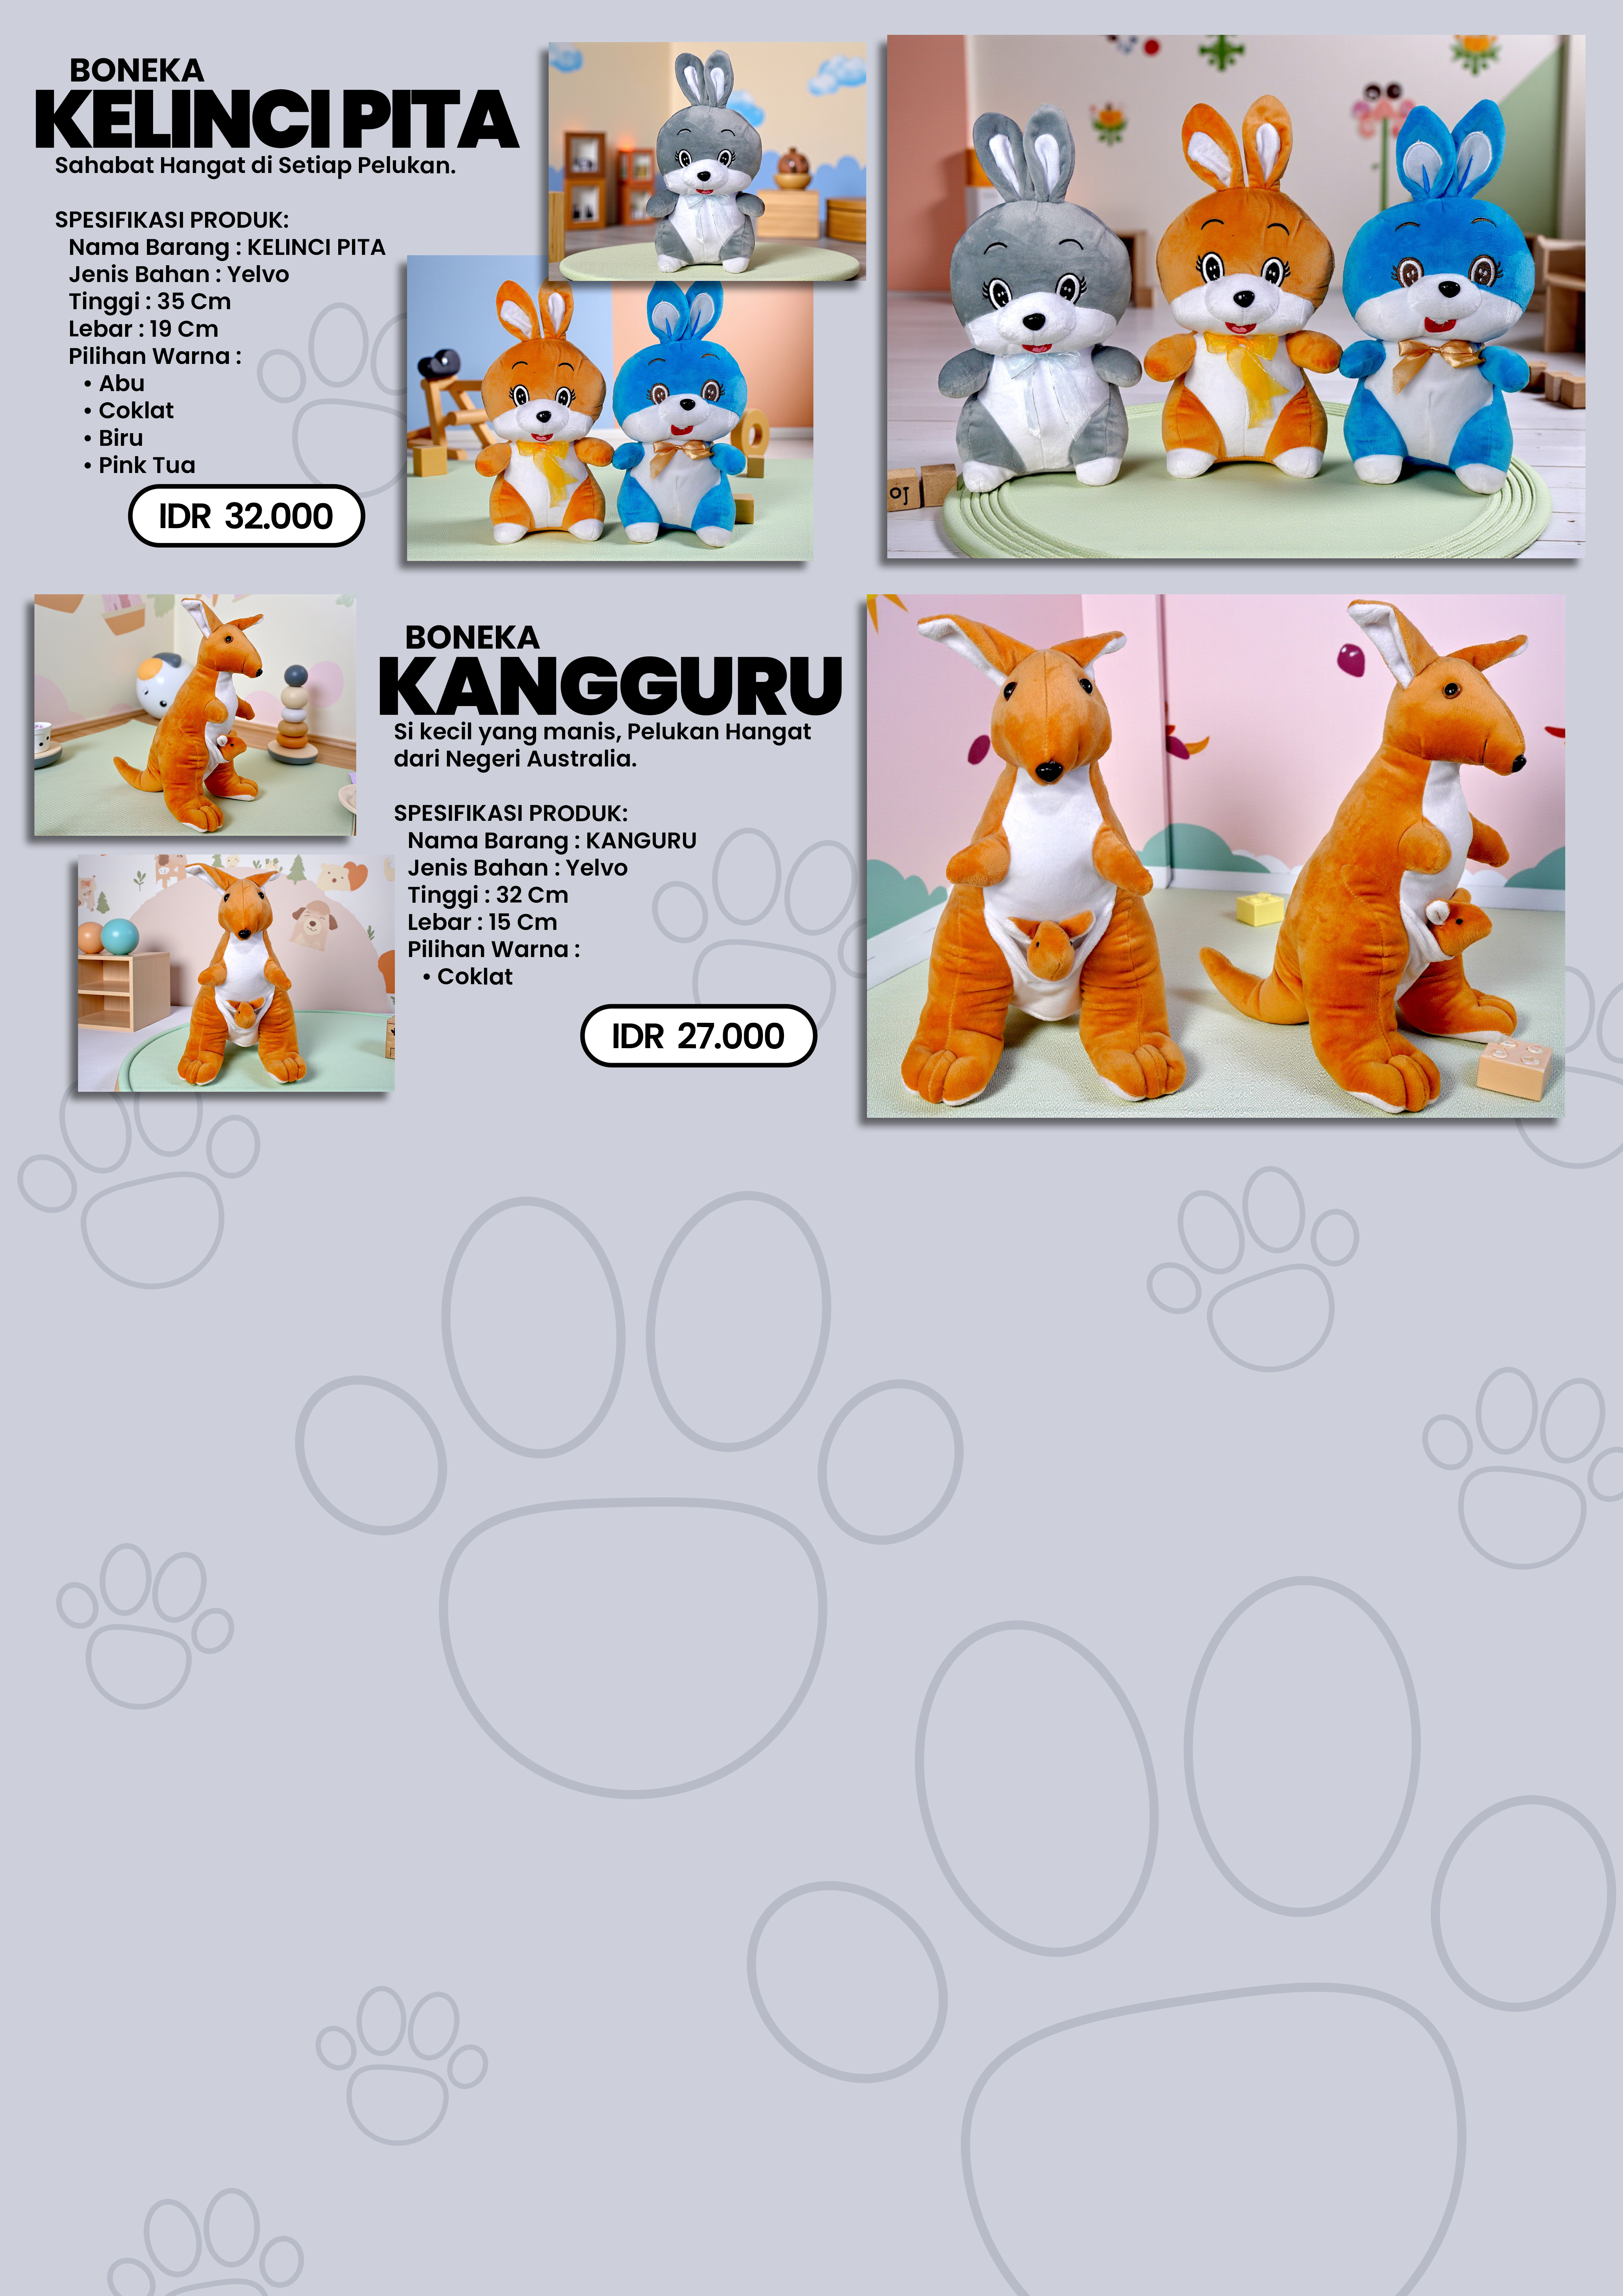 BONEKA
KELINCI PITA
Sahabat Hangat di Setiap Pelukan.
SPESIFIKASI PRODUK:
Nama Barang : KELINCI PITA
Jenis Bahan : Yelvo
Tinggi : 35 Cm
Lebar : 19 Cm
Pilihan Warna :
• Abu
• Coklat
• Biru
• Pink Tua
IDR 32.000
BONEKA
KANGGURU
Si kecil yang manis, Pelukan Hangat
dari Negeri Australia.
SPESIFIKASI PRODUK:
Nama Barang : KANGURU
Jenis Bahan : Yelvo
Tinggi : 32 Cm
Lebar : 15 Cm
Pilihan Warna :
• Coklat
IDR 27.000